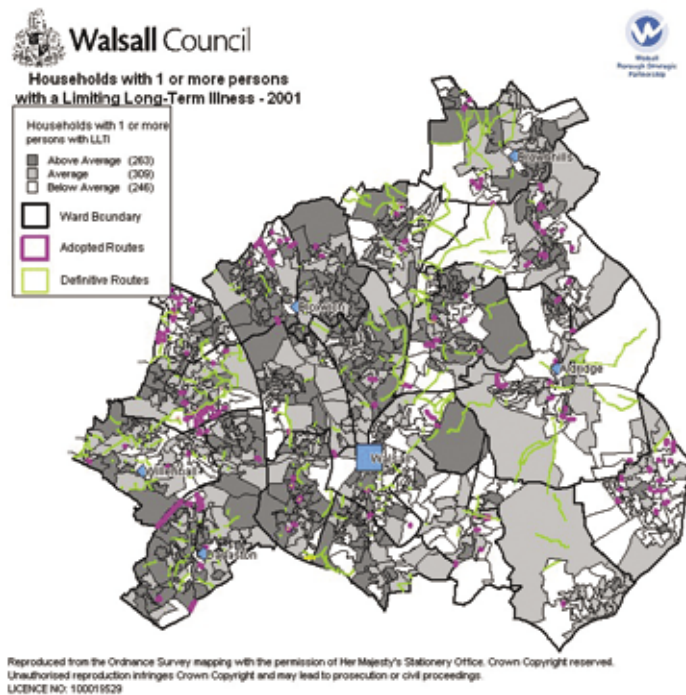 Walsall Council
Walsall
Borough Strategic
Partnership
Households with 1 or more persons
with a Limiting Long-Term Illness - 2001
Households with 1 or more
persons with LLTI
Above Average (263)
Average (309)
Below Average (246)
Ward Boundary
Adopted Routes
Definitive Routes
Brownhills
Aldridge
Willenhall
Darlaston
Reproduced from the Ordnance Survey mapping with the permission of Her Majesty's Stationery Office. Crown Copyright reserved.
Unauthorised reproduction infringes Crown Copyright and may lead to prosecution or civil proceedings.
LICENCE NO: 100019529